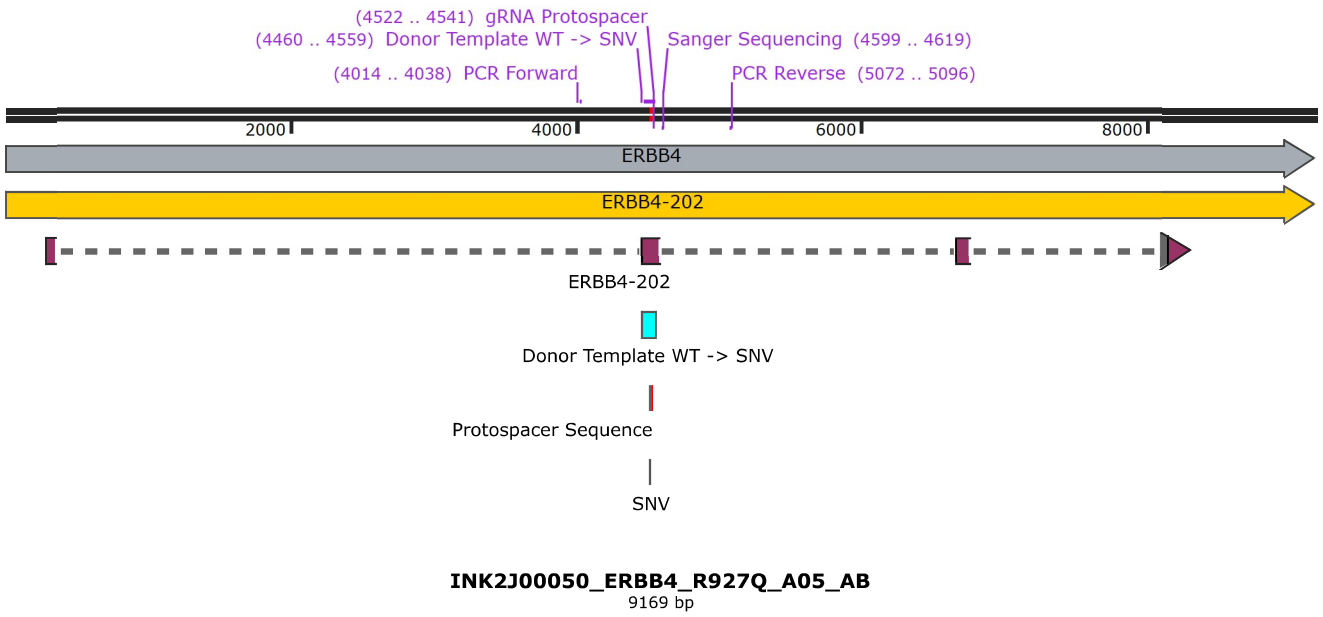 (4522 .. 4541) gRNA Protospacer
(4460 .. 4559) Donor Template WT -> SNV
Sanger Sequencing (4599 .. 4619)
(4014 .. 4038) PCR Forward
PCR Reverse (5072 .. 5096)
2000
4000
6000
8000
ERBB4
ERBB4-202
ERBB4-202
Donor Template WT -> SNV
Protospacer Sequence
SNV
INK2J00050_ERBB4_R927Q_A05_AB
9169 bp